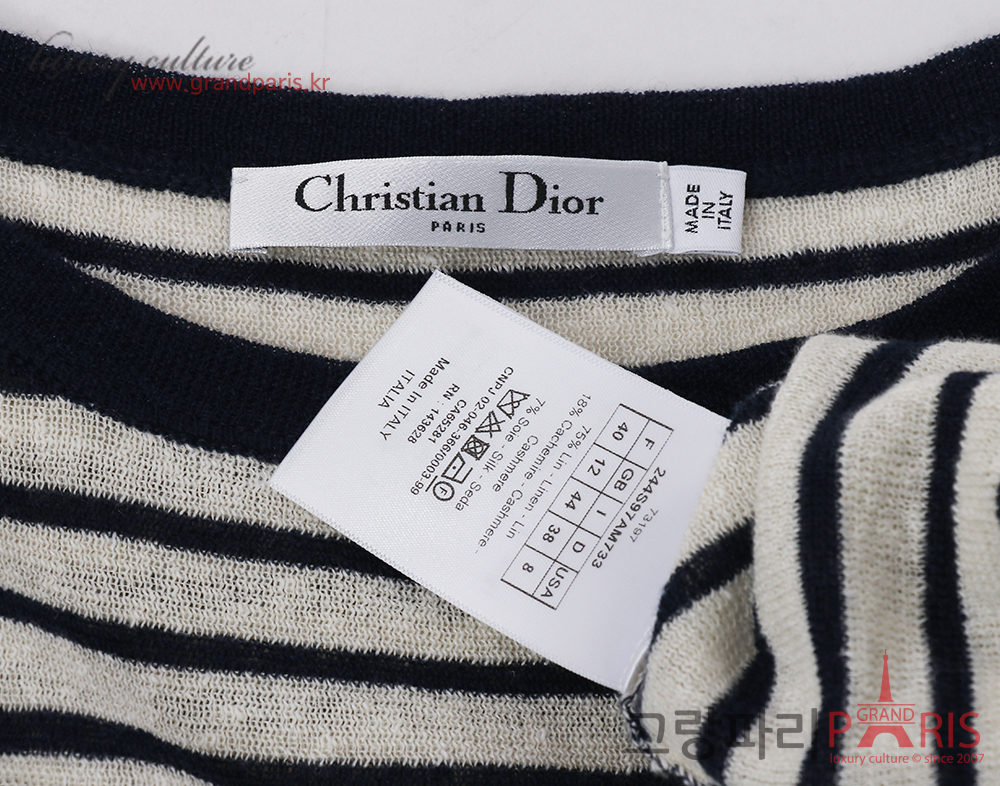 luxury culture
www.grandparis.kr
Christian Dior
PARIS
MADE
IN
ITALY
73197
244S97AM733
F GB I D USA
40 12 44 38 8
75% Lin - Linen - Lin
18% Cachemire - Cashmere -
Cashmere
7% Soie - Silk - Seda
CNPJ 02-046-366/0003-99
CA65281
RN : 143628
Made In ITALY
ITALIA
그랑파리
GRAND
PARIS
luxury culture © since 2007